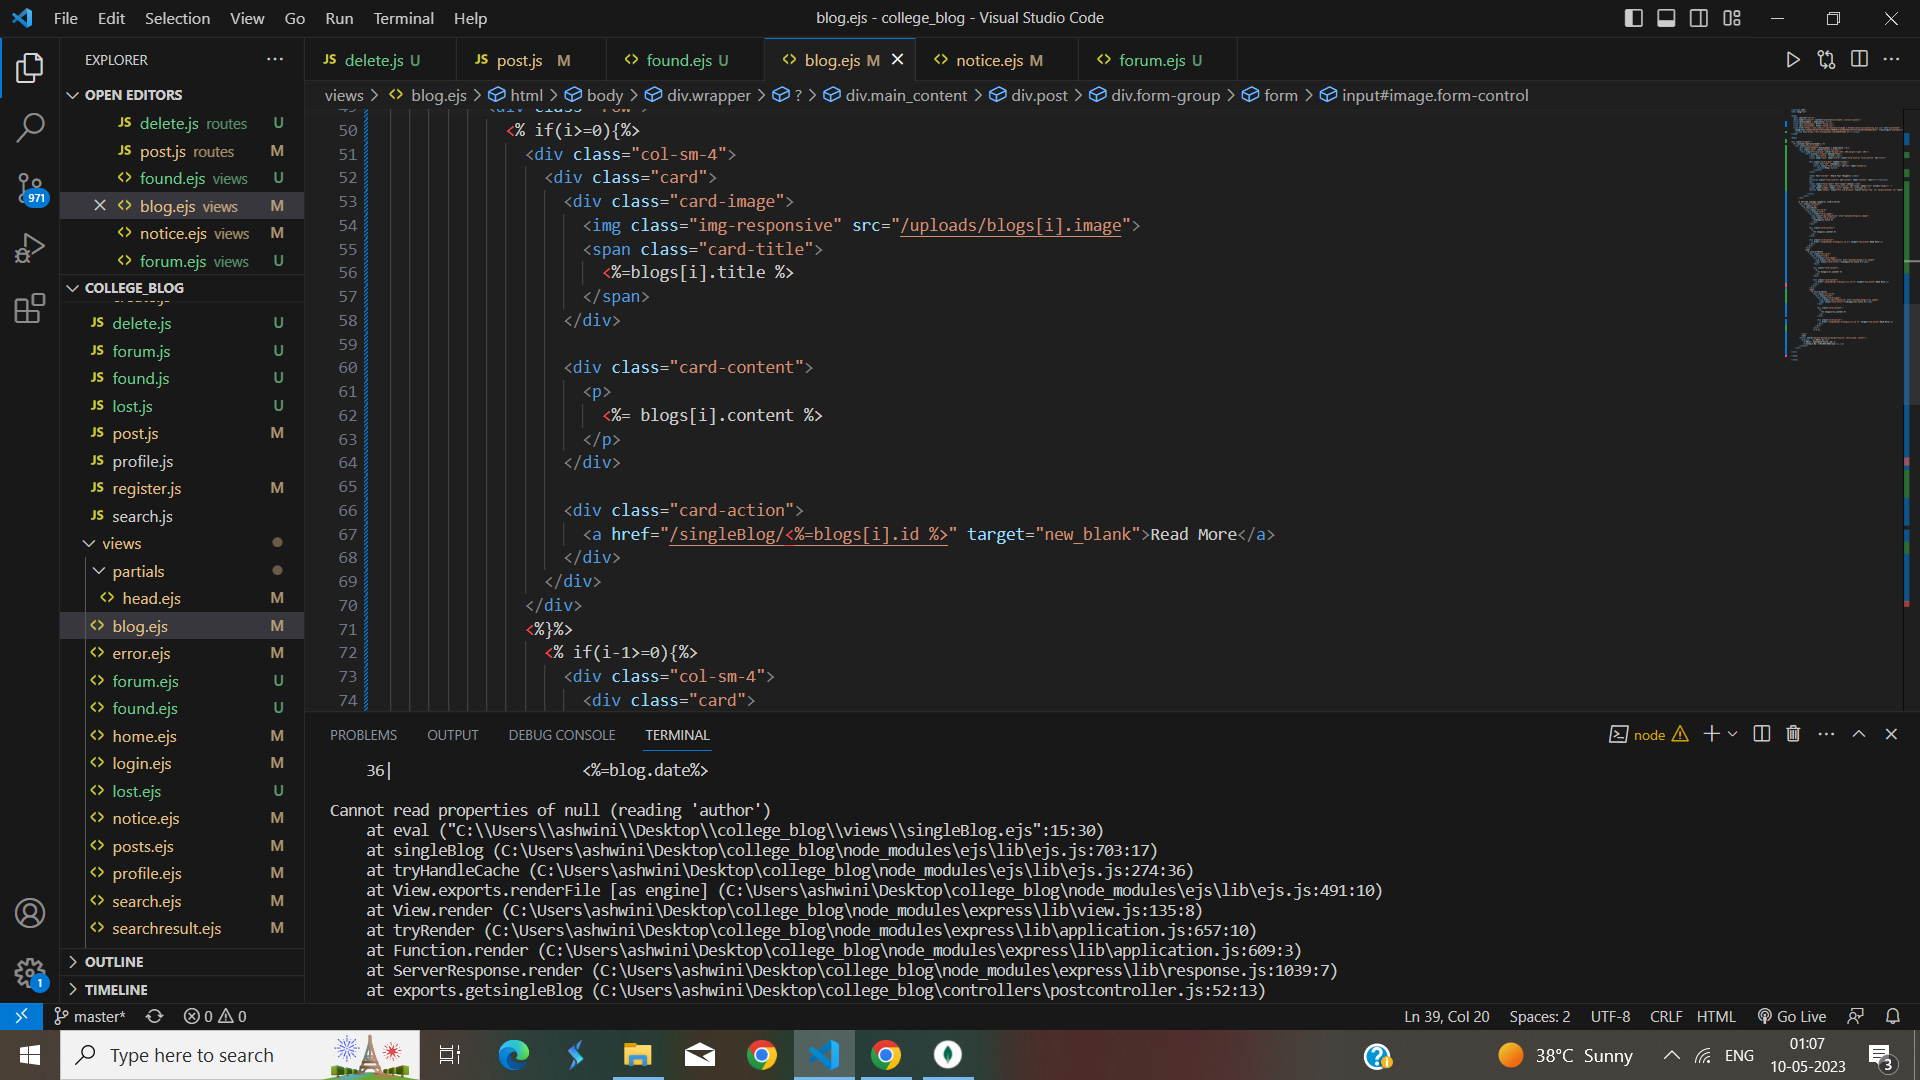 File Edit Selection View Go Run Terminal Help
blog.ejs - college_blog - Visual Studio Code
EXPLORER
JS delete.js U
JS post.js M
<> found.ejs U
<> blog.ejs M
<> notice.ejs M
<> forum.ejs U
views > <> blog.ejs > html > body > div.wrapper > ? > div.main_content > div.post > div.form-group > form > input#image.form-control
OPEN EDITORS
JS delete.js routes U
JS post.js routes M
<> found.ejs views U
<> blog.ejs views M
<> notice.ejs views M
<> forum.ejs views U
COLLEGE_BLOG
JS delete.js U
JS forum.js U
JS found.js U
JS lost.js U
JS post.js M
JS profile.js
JS register.js M
JS search.js
views
partials
<> head.ejs M
<> blog.ejs M
<> error.ejs M
<> forum.ejs U
<> found.ejs U
<> home.ejs M
<> login.ejs M
<> lost.ejs U
<> notice.ejs M
<> posts.ejs M
<> profile.ejs M
<> search.ejs M
<> searchresult.ejs M
OUTLINE
TIMELINE
971
1
50 <% if(i>=0){%>
51 <div class="col-sm-4">
52 <div class="card">
53 <div class="card-image">
54 <img class="img-responsive" src="/uploads/blogs[i].image">
55 <span class="card-title">
56 <%=blogs[i].title %>
57 </span>
58 </div>
59
60 <div class="card-content">
61 <p>
62 <%= blogs[i].content %>
63 </p>
64 </div>
65
66 <div class="card-action">
67 <a href="/singleBlog/<%=blogs[i].id %>" target="new_blank">Read More</a>
68 </div>
69 </div>
70 </div>
71 <%}%>
72 <% if(i-1>=0){%>
73 <div class="col-sm-4">
74 <div class="card">
PROBLEMS OUTPUT DEBUG CONSOLE TERMINAL
node
36| <%=blog.date%>
Cannot read properties of null (reading 'author')
at eval ("C:\\Users\\ashwini\\Desktop\\college_blog\\views\\singleBlog.ejs":15:30)
at singleBlog (C:\Users\ashwini\Desktop\college_blog\node_modules\ejs\lib\ejs.js:703:17)
at tryHandleCache (C:\Users\ashwini\Desktop\college_blog\node_modules\ejs\lib\ejs.js:274:36)
at View.exports.renderFile [as engine] (C:\Users\ashwini\Desktop\college_blog\node_modules\ejs\lib\ejs.js:491:10)
at View.render (C:\Users\ashwini\Desktop\college_blog\node_modules\express\lib\view.js:135:8)
at tryRender (C:\Users\ashwini\Desktop\college_blog\node_modules\express\lib\application.js:657:10)
at Function.render (C:\Users\ashwini\Desktop\college_blog\node_modules\express\lib\application.js:609:3)
at ServerResponse.render (C:\Users\ashwini\Desktop\college_blog\node_modules\express\lib\response.js:1039:7)
at exports.getsingleBlog (C:\Users\ashwini\Desktop\college_blog\controllers\postcontroller.js:52:13)
master* 0 0
Ln 39, Col 20 Spaces: 2 UTF-8 CRLF HTML Go Live
Type here to search
38°C Sunny
ENG
01:07
10-05-2023
3